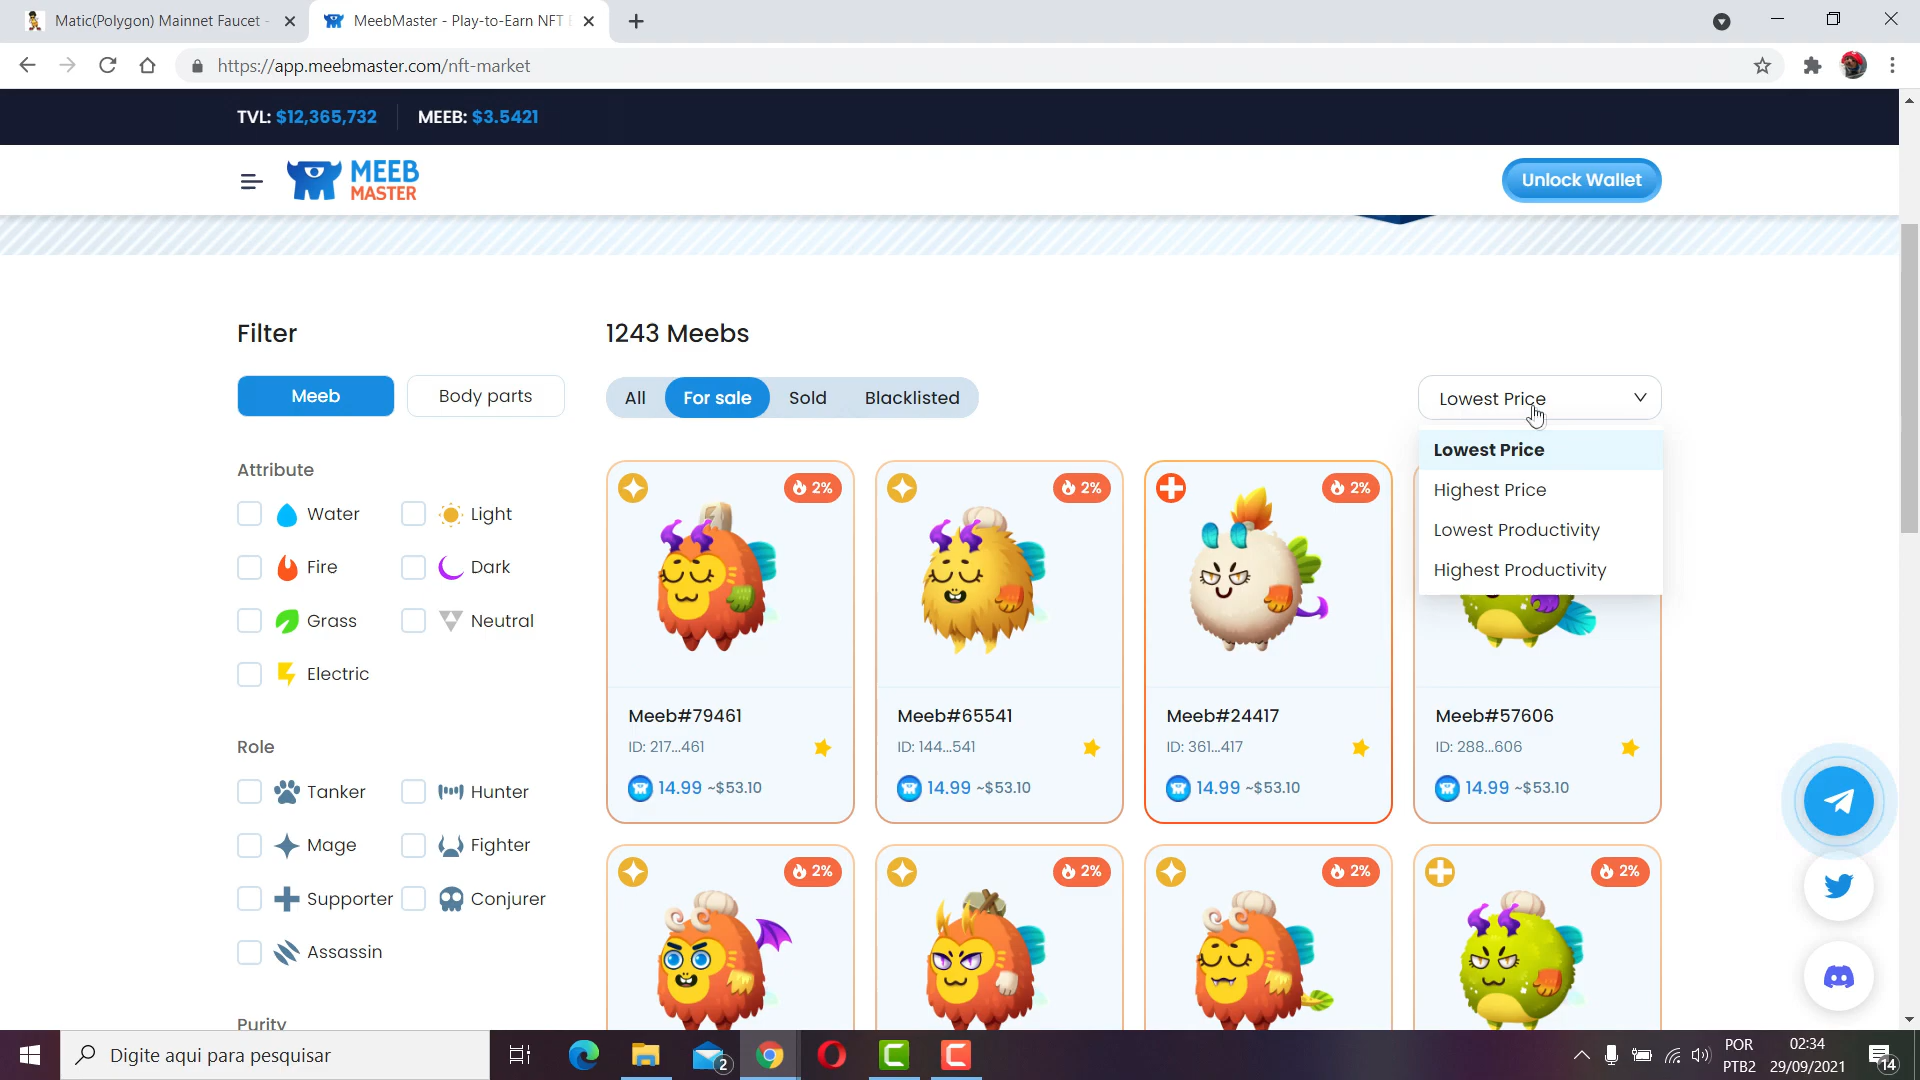 Matic(Polygon) Mainnet Faucet -
MeebMaster - Play-to-Earn NFT
https://app.meebmaster.com/nft-market
TVL: $12,365,732 MEEB: $3.5421
MEEB
MASTER
Unlock Wallet
Filter
1243 Meebs
Meeb Body parts
All For sale Sold Blacklisted
Lowest Price
Lowest Price
Highest Price
Lowest Productivity
Highest Productivity
Attribute
Water Light
Fire Dark
Grass Neutral
Electric
Role
Tanker Hunter
Mage Fighter
Supporter Conjurer
Assassin
Purity
2%
Meeb#79461
ID: 217...461
14.99 ~$53.10
2%
Meeb#65541
ID: 144...541
14.99 ~$53.10
2%
Meeb#24417
ID: 361...417
14.99 ~$53.10
Meeb#57606
ID: 288...606
14.99 ~$53.10
2%
2%
2%
2%
Digite aqui para pesquisar
2
POR
PTB2
02:34
29/09/2021
14